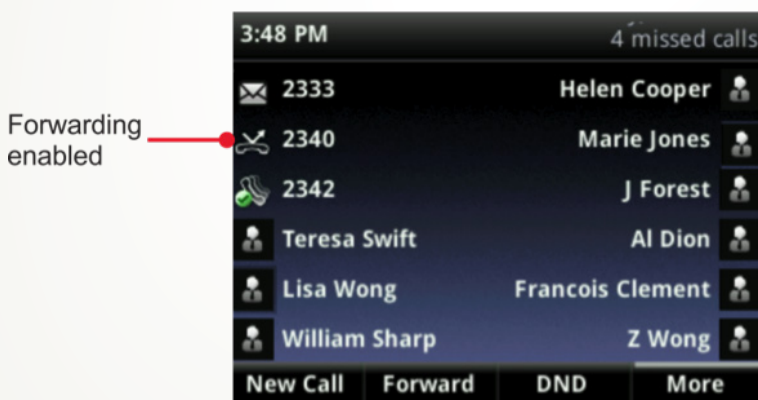 3:48 PM 4 missed calls
2333 Helen Cooper
Forwarding
enabled
2340 Marie Jones
2342 J Forest
Teresa Swift Al Dion
Lisa Wong Francois Clement
William Sharp Z Wong
New Call Forward DND More